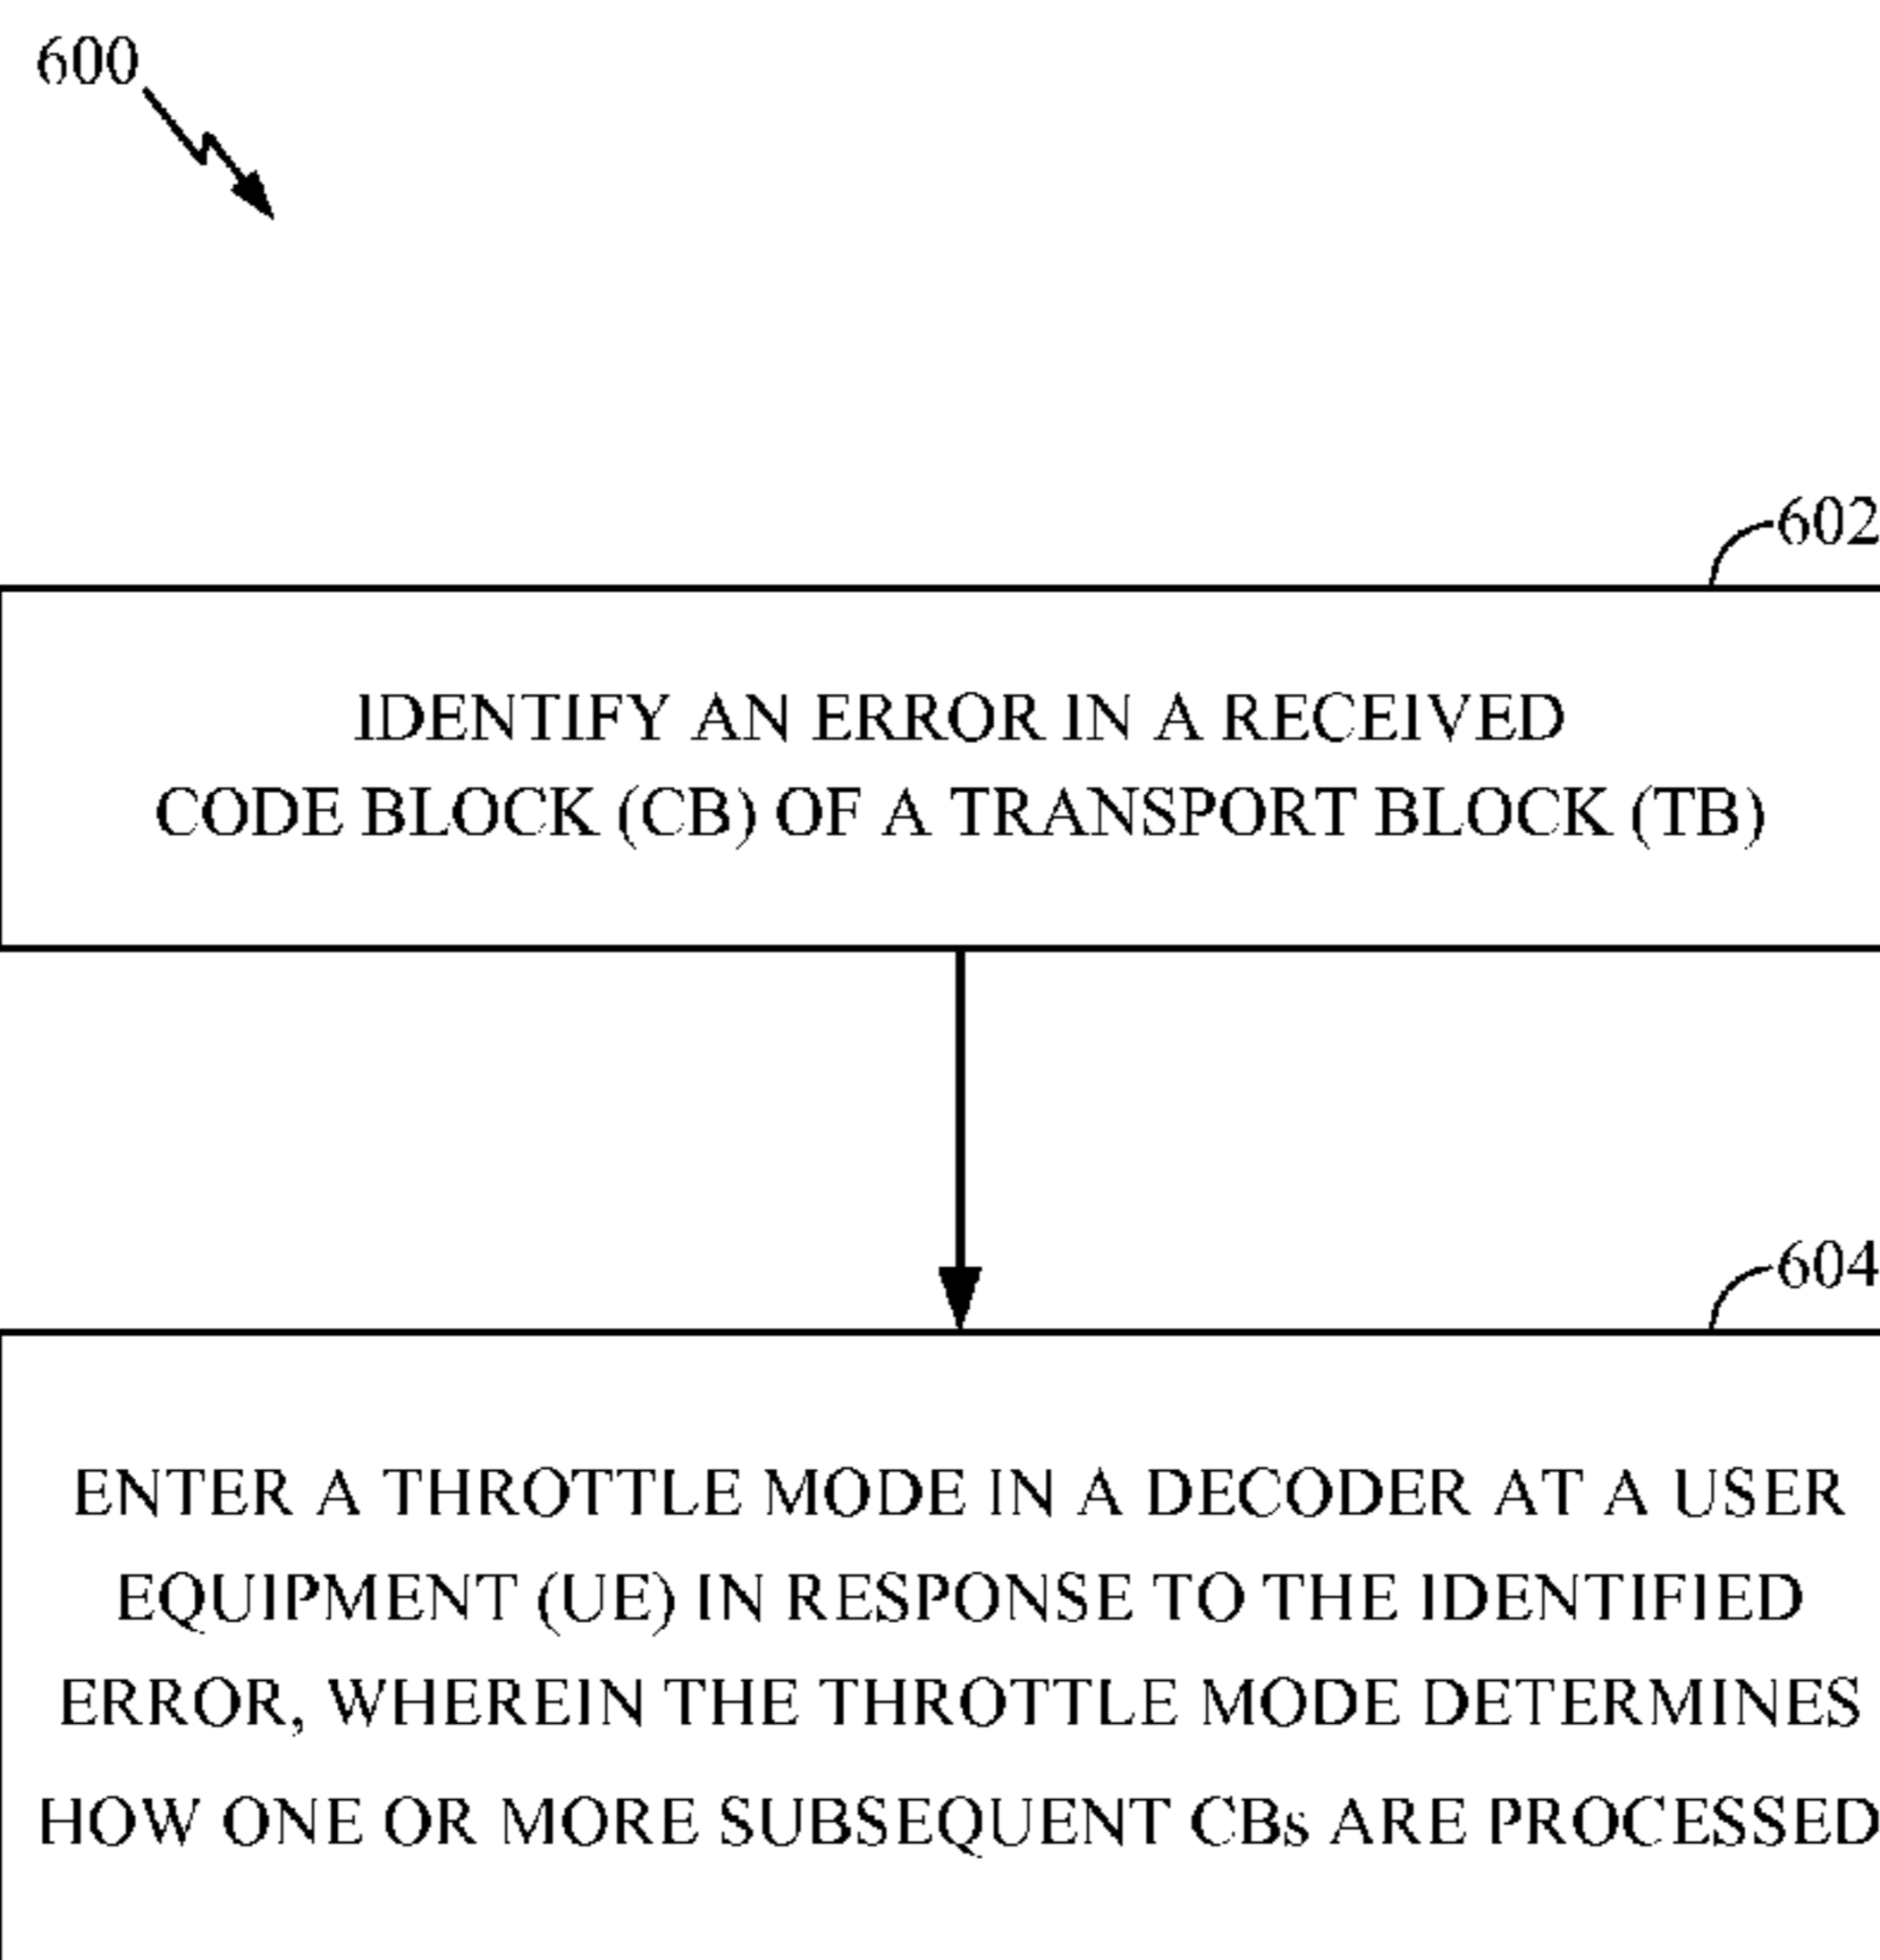 600
602
IDENTIFY AN ERROR IN A RECEIVED
CODE BLOCK (CB) OF A TRANSPORT BLOCK (TB)
604
ENTER A THROTTLE MODE IN A DECODER AT A USER
EQUIPMENT (UE) IN RESPONSE TO THE IDENTIFIED
ERROR, WHEREIN THE THROTTLE MODE DETERMINES
HOW ONE OR MORE SUBSEQUENT CBs ARE PROCESSED